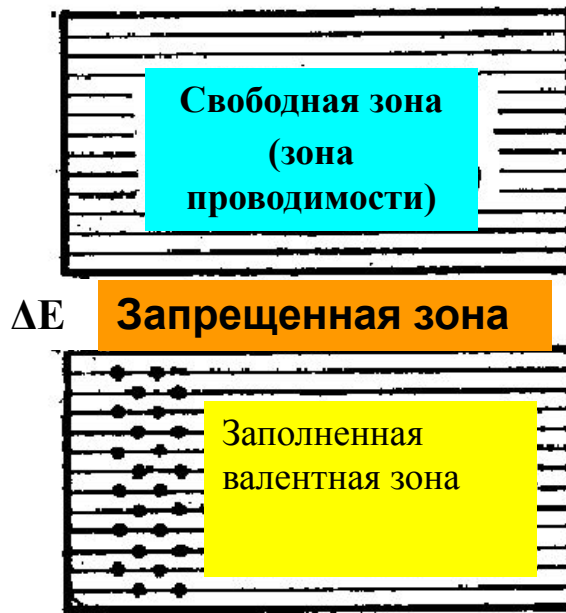 Свободная зона
(зона
проводимости)
ΔE Запрещенная зона
Заполненная
валентная зона